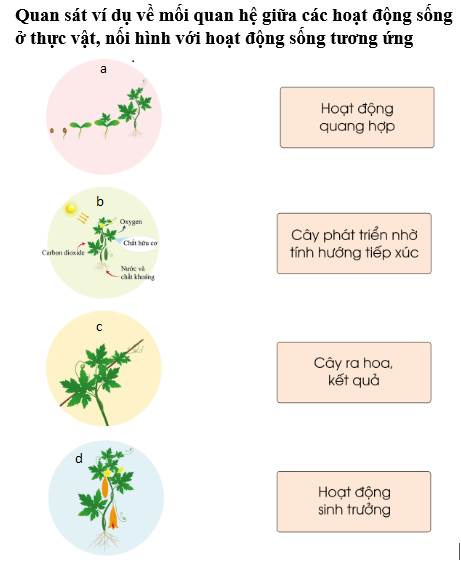 Quan sát ví dụ về mối quan hệ giữa các hoạt động sống
ở thực vật, nối hình với hoạt động sống tương ứng
a
Hoạt động
quang hợp
b
Oxygen
Chất hữu cơ
Carbon dioxide
Nước và
chất khoáng
Cây phát triển nhờ
tính hướng tiếp xúc
c
Cây ra hoa,
kết quả
d
Hoạt động
sinh trưởng